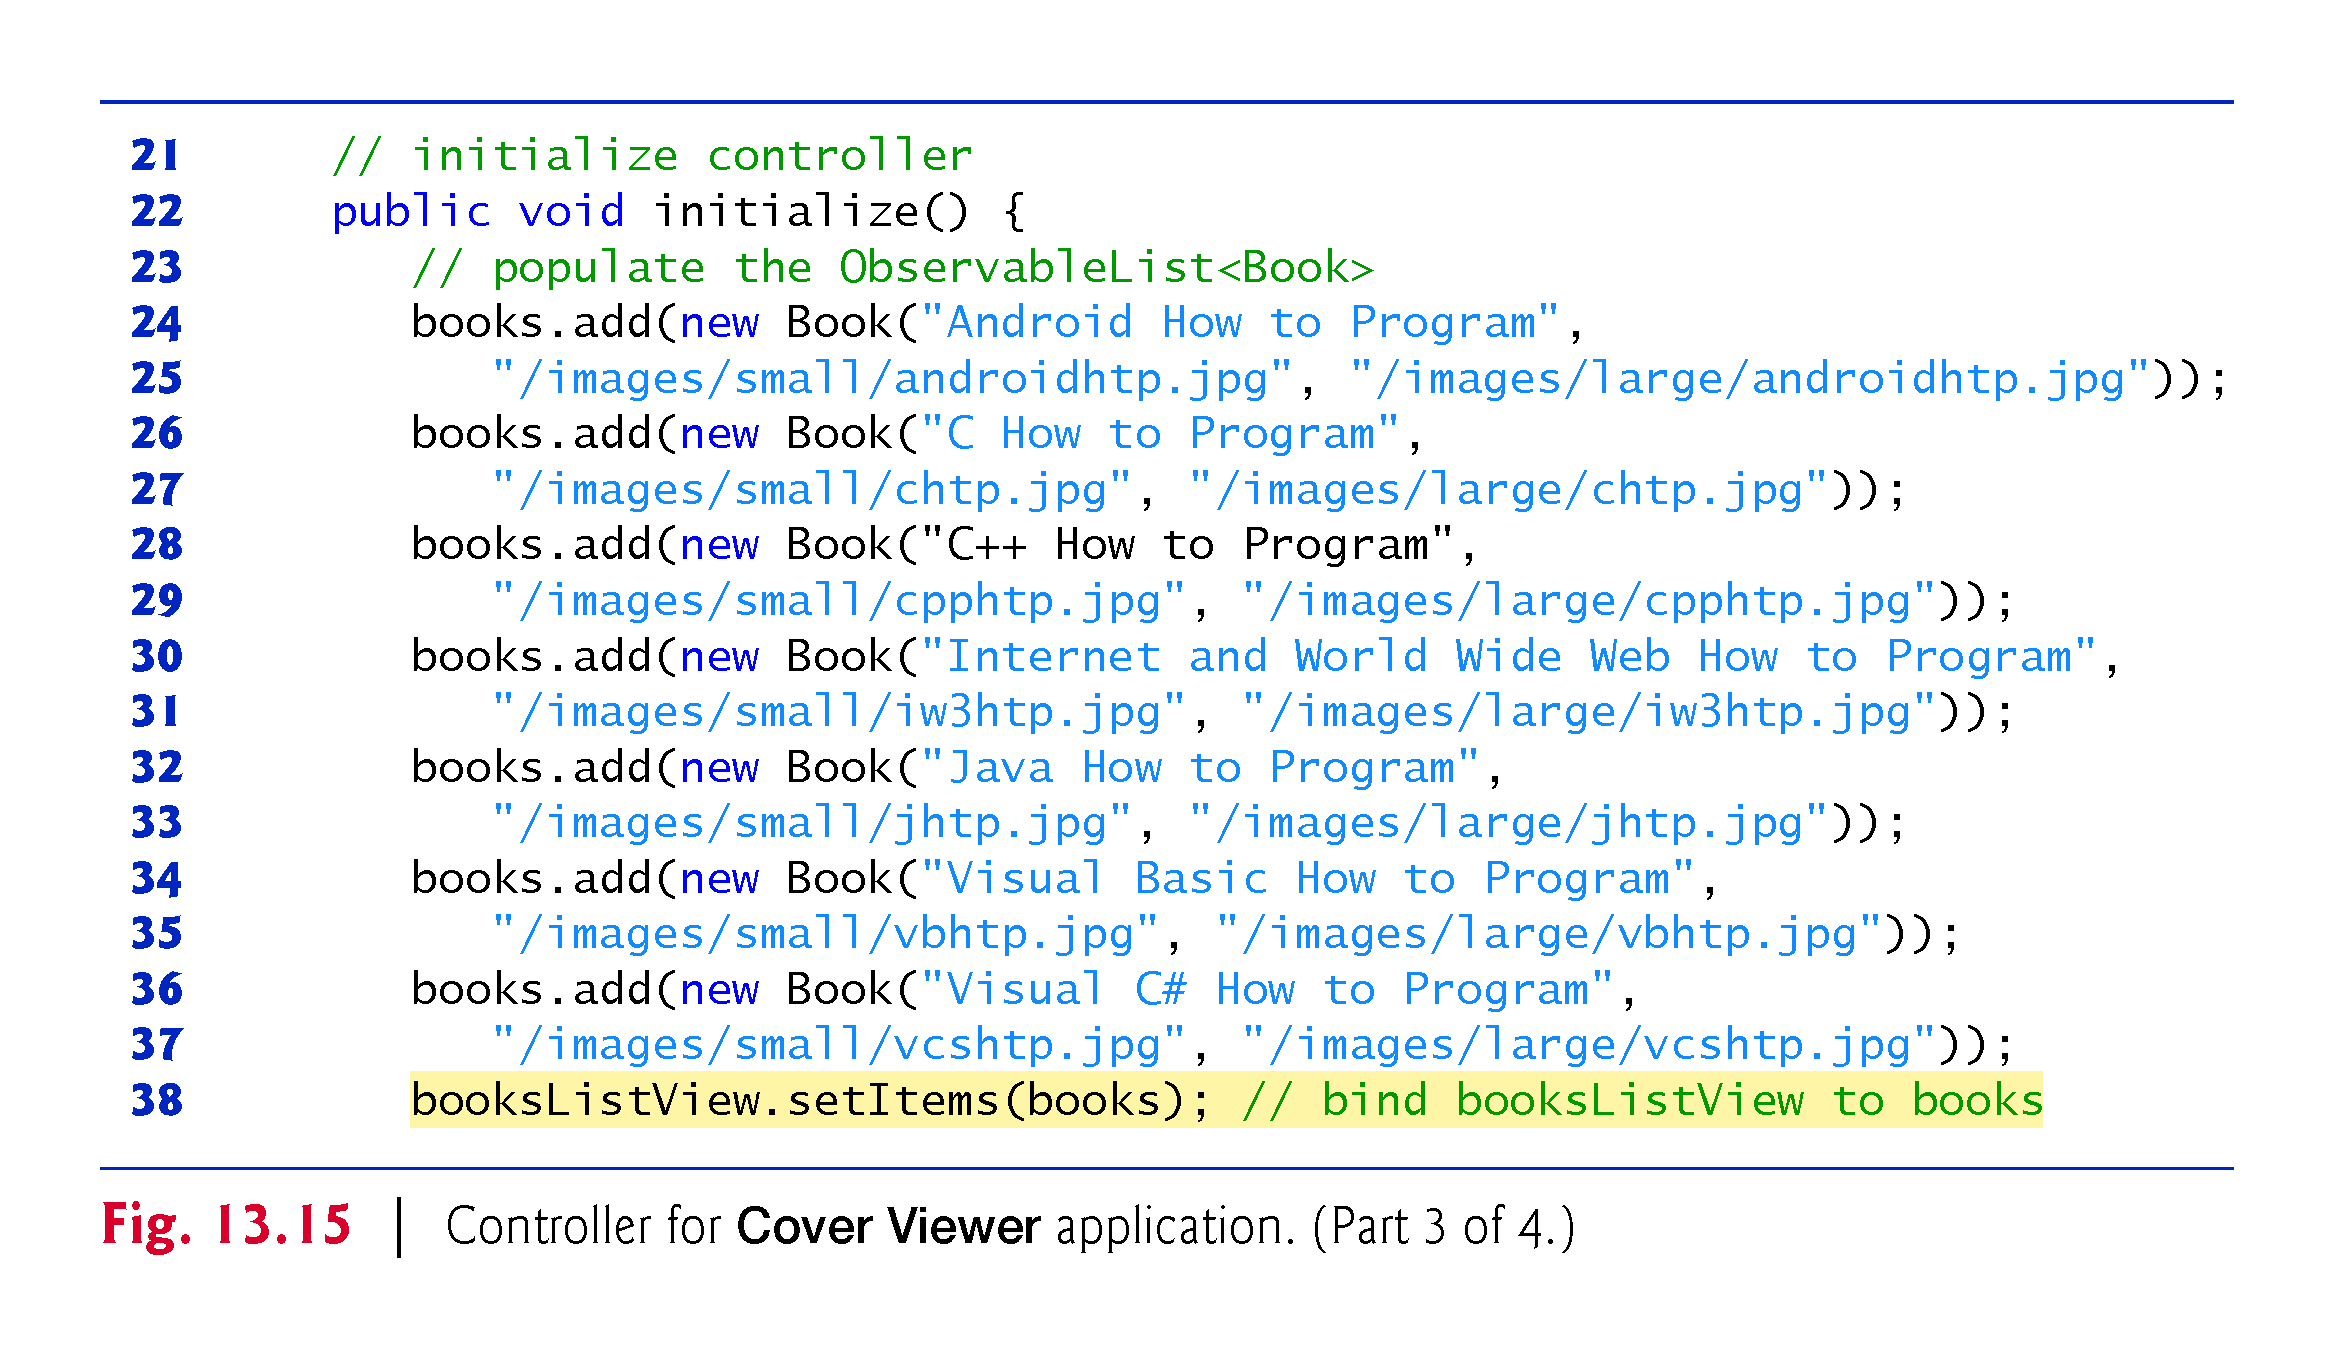 21 // initialize controller
22 public void initialize() {
23 // populate the ObservableList<Book>
24 books.add(new Book("Android How to Program",
25 "/images/small/androidhtp.jpg", "/images/large/androidhtp.jpg"));
26 books.add(new Book("C How to Program",
27 "/images/small/chtp.jpg", "/images/large/chtp.jpg"));
28 books.add(new Book("C++ How to Program",
29 "/images/small/cpphtp.jpg", "/images/large/cpphtp.jpg"));
30 books.add(new Book("Internet and World Wide Web How to Program",
31 "/images/small/iw3htp.jpg", "/images/large/iw3htp.jpg"));
32 books.add(new Book("Java How to Program",
33 "/images/small/jhtp.jpg", "/images/large/jhtp.jpg"));
34 books.add(new Book("Visual Basic How to Program",
35 "/images/small/vbhtp.jpg", "/images/large/vbhtp.jpg"));
36 books.add(new Book("Visual C# How to Program",
37 "/images/small/vcshtp.jpg", "/images/large/vcshtp.jpg"));
38 booksListView.setItems(books); // bind booksListView to books
Fig. 13.15 | Controller for Cover Viewer application. (Part 3 of 4.)